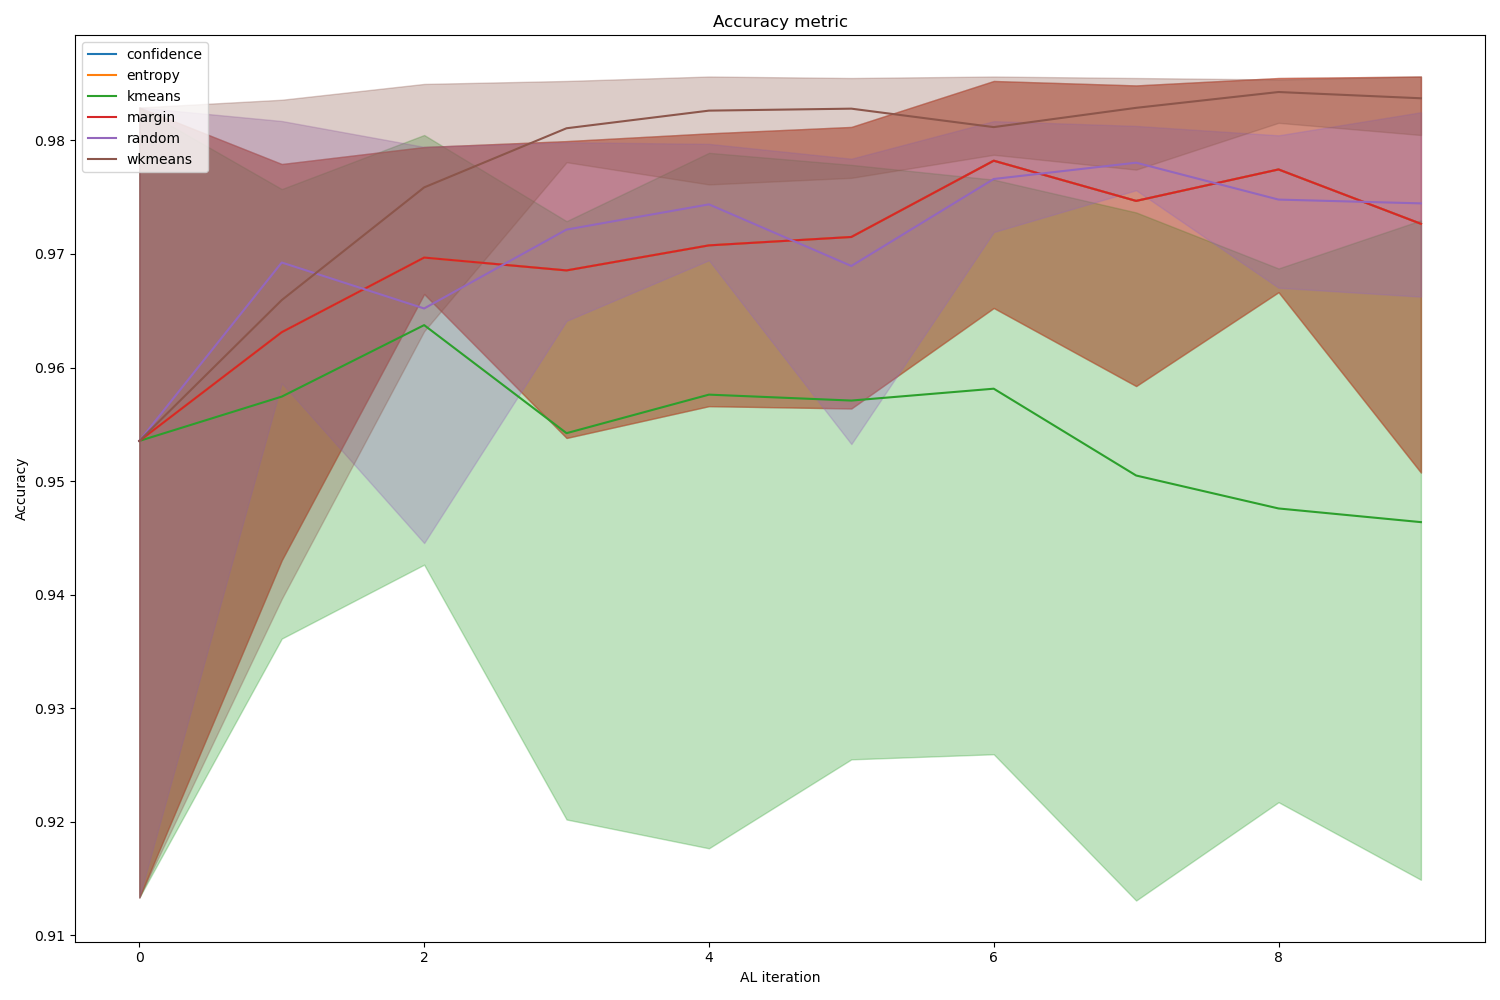 Accuracy metric
confidence
entropy
kmeans
margin
random
wkmeans
0.98
0.97
0.96
0.95
0.94
0.93
0.92
0.91
Accuracy
0 2 4 6 8
AL iteration